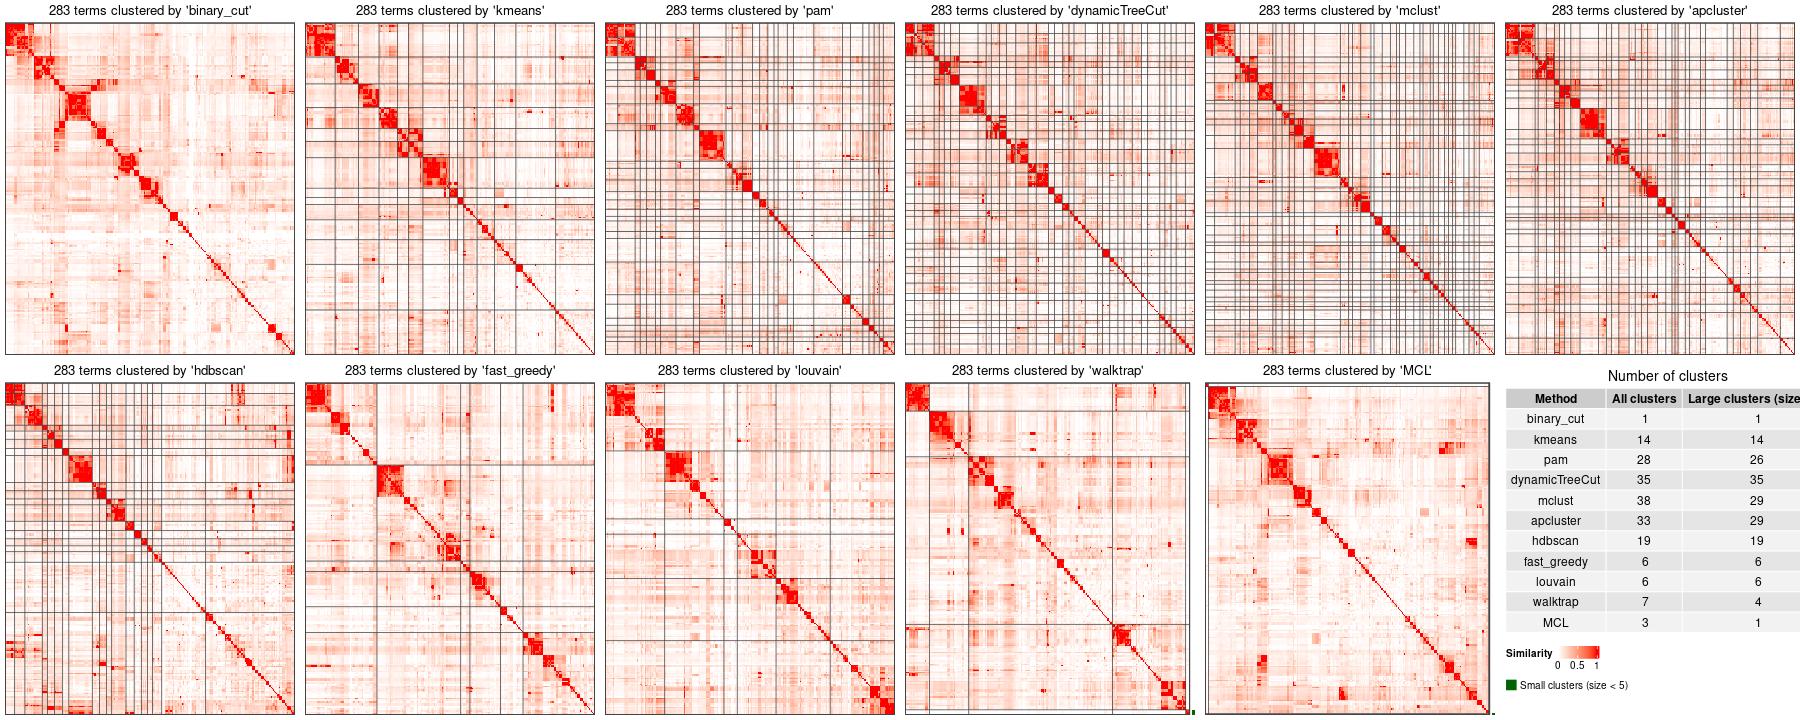 283 terms clustered by 'binary_cut'
283 terms clustered by 'kmeans'
283 terms clustered by 'pam'
283 terms clustered by 'dynamicTreeCut'
283 terms clustered by 'mclust'
283 terms clustered by 'apcluster'
283 terms clustered by 'hdbscan'
283 terms clustered by 'fast_greedy'
283 terms clustered by 'louvain'
283 terms clustered by 'walktrap'
283 terms clustered by 'MCL'
Number of clusters
Method All clusters Large clusters (size
binary_cut 1 1
kmeans 14 14
pam 28 26
dynamicTreeCut 35 35
mclust 38 29
apcluster 33 29
hdbscan 19 19
fast_greedy 6 6
louvain 6 6
walktrap 7 4
MCL 3 1
Similarity
0 0.5 1
Small clusters (size < 5)